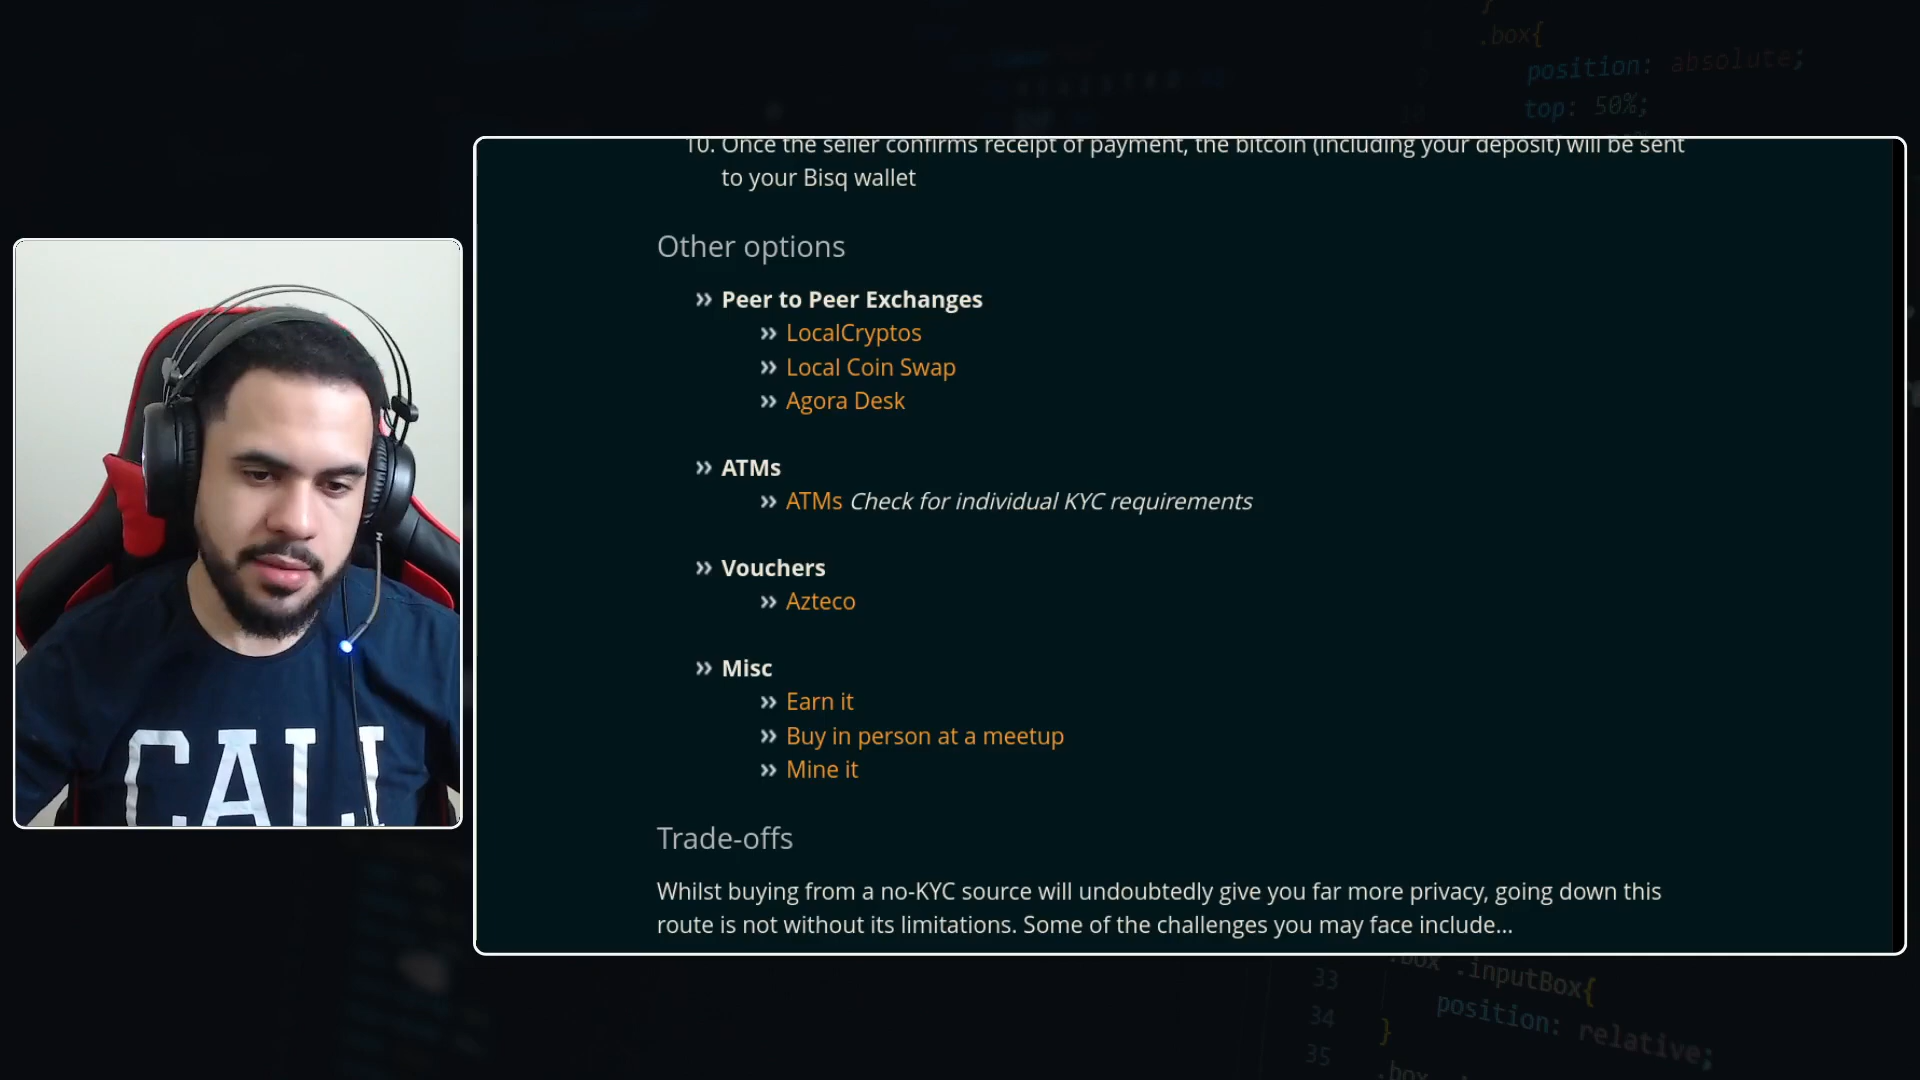 .box{
position: absolute;
top: 50%;
10. Once the seller confirms receipt of payment, the bitcoin (including your deposit) will be sent
to your Bisq wallet
Other options
» Peer to Peer Exchanges
» LocalCryptos
» Local Coin Swap
» Agora Desk
» ATMs
» ATMs Check for individual KYC requirements
» Vouchers
» Azteco
» Misc
» Earn it
» Buy in person at a meetup
» Mine it
Trade-offs
Whilst buying from a no-KYC source will undoubtedly give you far more privacy, going down this
route is not without its limitations. Some of the challenges you may face include...
CALI
.box .inputBox{
33
position: relative;
34 }
35
.box